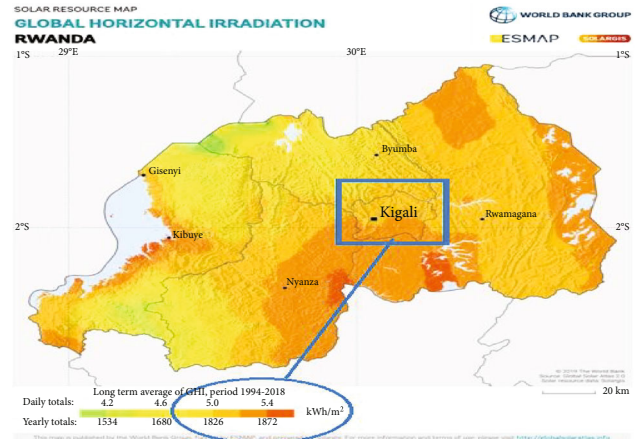 SOLAR RESOURCE MAP
GLOBAL HORIZONTAL IRRADIATION
RWANDA
WORLD BANK GROUP
ESMAP
SOLARGIS
1°S 29°E 30°E 1°S
Byumba
Gisenyi
Kigali
Rwamagana
2°S 2°S
Kibuye
Nyanza
© 2019 The World Bank
Source: Global Solar Atlas 2.0
Solar resource data: Solargis
Long term average of GHI, period 1994-2018
Daily totals: 4.2 4.6 5.0 5.4
kWh/m²
20 km
Yearly totals: 1534 1680 1826 1872